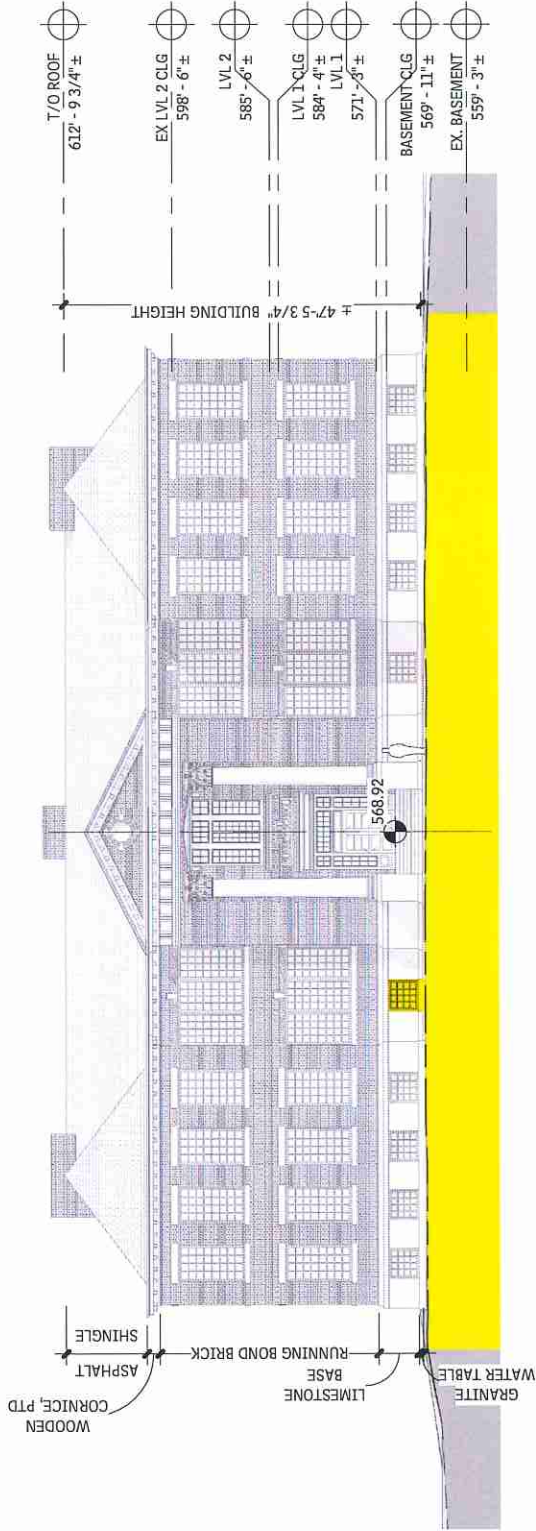 T/O ROOF
612' - 9 3/4"±
EX LVL 2 CLG
598' - 6"±
LVL 2
585' - 6"±
LVL 1 CLG
584' - 4"±
LVL 1
571' - 3"±
BASEMENT CLG
569' - 11"±
EX. BASEMENT
559' - 3"±
± 47'-5 3/4" BUILDING HEIGHT
568.92
ASPHALT
SHINGLE
WOODEN
CORNICE, PTD
RUNNING BOND BRICK
LIMESTONE
BASE
GRANITE
WATER TABLE